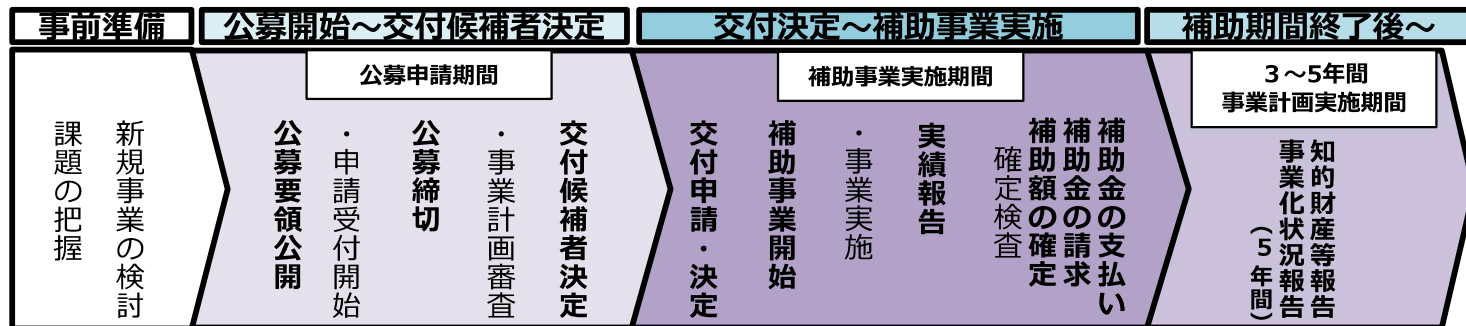 事前準備
公募開始～交付候補者決定
交付決定～補助事業実施
補助期間終了後～
課題の把握
新規事業の検討
公募申請期間
公募要領公開
・申請受付開始
公募締切
・事業計画審査
交付候補者決定
補助事業実施期間
交付申請・決定
補助事業開始
・事業実施
実績報告
確定検査
補助額の確定
補助金の請求
補助金の支払い
３～5年間
事業計画実施期間
（５年間）
事業化状況報告
知的財産等報告